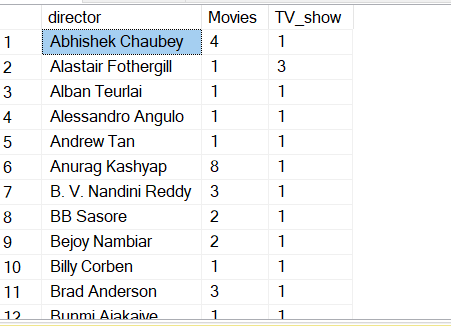 director Movies TV_show
1 Abhishek Chaubey 4 1
2 Alastair Fothergill 1 3
3 Alban Teurlai 1 1
4 Alessandro Angulo 1 1
5 Andrew Tan 1 1
6 Anurag Kashyap 8 1
7 B. V. Nandini Reddy 3 1
8 BB Sasore 2 1
9 Bejoy Nambiar 2 1
10 Billy Corben 1 1
11 Brad Anderson 3 1
12 Bunmi Ajakaiye 1 1